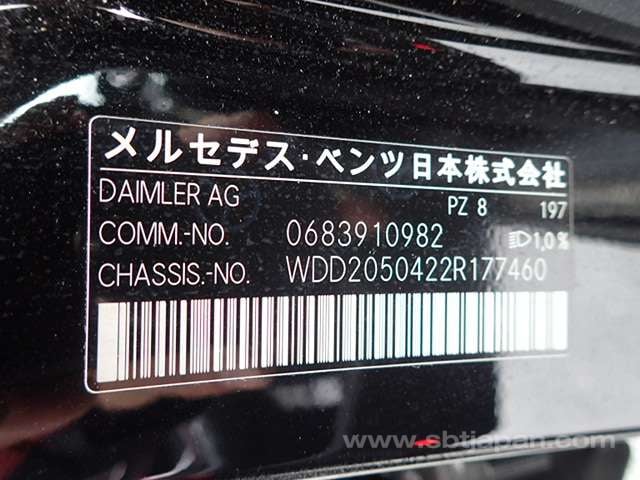 メルセデス・ベンツ日本株式会社
DAIMLER AG PZ 8 197
COMM.-NO. 0683910982 1,0%
CHASSIS.-NO. WDD2050422R177460
www.sbtjapan.com